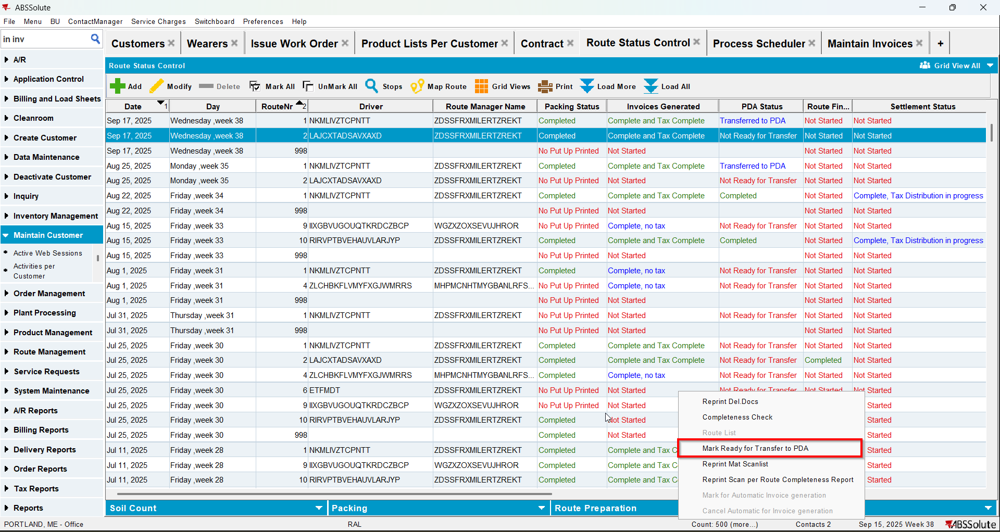 ABSSolute
File Menu BU ContactManager Service Charges Switchboard Preferences Help
in inv
Customers Wearers Issue Work Order Product Lists Per Customer Contract Route Status Control Process Scheduler Maintain Invoices +
Route Status Control Grid View All
Add Modify Delete Mark All UnMark All Stops Map Route Grid Views Print Load More Load All
A/R
Application Control
Billing and Load Sheets
Cleanroom
Create Customer
Data Maintenance
Deactivate Customer
Inquiry
Inventory Management
Maintain Customer
Active Web Sessions
Activities per
Customer
Order Management
Plant Processing
Product Management
Route Management
Service Requests
System Maintenance
A/R Reports
Billing Reports
Delivery Reports
Order Reports
Tax Reports
Reports
Date 1 Day RouteNr 2 Driver Route Manager Name Packing Status Invoices Generated PDA Status Route Fin... Settlement Status
Sep 17, 2025 Wednesday ,week 38 1 NKMLIVZTCPNTT ZDSSFRXMILERTZREKT Completed Complete and Tax Complete Transferred to PDA Not Started Not Started
Sep 17, 2025 Wednesday ,week 38 2 LAJCXTADSAVXAXD ZDSSFRXMILERTZREKT Completed Complete and Tax Complete Not Ready for Transfer Not Started Not Started
Sep 17, 2025 Wednesday ,week 38 998 No Put Up Printed Not Started Not Started Not Started
Aug 25, 2025 Monday ,week 35 1 NKMLIVZTCPNTT ZDSSFRXMILERTZREKT Completed Complete and Tax Complete Transferred to PDA Not Started Not Started
Aug 25, 2025 Monday ,week 35 2 LAJCXTADSAVXAXD ZDSSFRXMILERTZREKT No Put Up Printed Not Started Not Ready for Transfer Not Started Not Started
Aug 22, 2025 Friday ,week 34 1 NKMLIVZTCPNTT ZDSSFRXMILERTZREKT Completed Complete and Tax Complete Completed Not Started Complete, Tax Distribution in progress
Aug 22, 2025 Friday ,week 34 998 No Put Up Printed Not Started Not Started Not Started
Aug 15, 2025 Friday ,week 33 9 IIXGBVUGOUQTKRDCZBCP WGZXZOXSEVUJHROR No Put Up Printed Complete, no tax Not Ready for Transfer Not Started Not Started
Aug 15, 2025 Friday ,week 33 10 RIRVPTBVEHAUVLARJYP ZDSSFRXMILERTZREKT Completed Complete and Tax Complete Completed Not Started Complete, Tax Distribution in progress
Aug 15, 2025 Friday ,week 33 998 No Put Up Printed Not Started Not Started Not Started
Aug 1, 2025 Friday ,week 31 1 NKMLIVZTCPNTT ZDSSFRXMILERTZREKT Completed Complete, no tax Not Ready for Transfer Not Started Not Started
Aug 1, 2025 Friday ,week 31 4 ZLCHBKFLVMYFXGJWMRRS MHPMCNHTMYGBANLRFS... No Put Up Printed Complete, no tax Not Ready for Transfer Not Started Not Started
Aug 1, 2025 Friday ,week 31 998 No Put Up Printed Not Started Not Started Not Started
Jul 31, 2025 Thursday ,week 31 1 NKMLIVZTCPNTT ZDSSFRXMILERTZREKT No Put Up Printed Not Started Not Ready for Transfer Not Started Not Started
Jul 31, 2025 Thursday ,week 31 998 No Put Up Printed Not Started Not Started Not Started
Jul 25, 2025 Friday ,week 30 1 NKMLIVZTCPNTT ZDSSFRXMILERTZREKT Completed Complete and Tax Complete Not Ready for Transfer Not Started Not Started
Jul 25, 2025 Friday ,week 30 2 LAJCXTADSAVXAXD ZDSSFRXMILERTZREKT Completed Complete and Tax Complete Not Ready for Transfer Completed Not Started
Jul 25, 2025 Friday ,week 30 4 ZLCHBKFLVMYFXGJWMRRS MHPMCNHTMYGBANLRFS... Completed Complete, no tax Not Ready for Transfer Not Started Not Started
Jul 25, 2025 Friday ,week 30 6 ETFMDT ZDSSFRXMILERTZREKT No Put Up Printed Not Started Not Ready for Transfer Not Started Not Started
Jul 25, 2025 Friday ,week 30 9 IIXGBVUGOUQTKRDCZBCP WGZXZOXSEVUJHROR No Put Up Printed Not Started Started
Jul 25, 2025 Friday ,week 30 10 RIRVPTBVEHAUVLARJYP ZDSSFRXMILERTZREKT Completed Not Started Started
Jul 25, 2025 Friday ,week 30 998 Completed Not Started Started
Jul 11, 2025 Friday ,week 28 1 NKMLIVZTCPNTT ZDSSFRXMILERTZREKT Completed Complete and Tax C Started
Jul 11, 2025 Friday ,week 28 9 IIXGBVUGOUQTKRDCZBCP WGZXZOXSEVUJHROR Completed Complete and Tax C Started
Jul 11, 2025 Friday ,week 28 10 RIRVPTBVEHAUVLARJYP ZDSSFRXMILERTZREKT Completed Complete and Tax C Started
Reprint Del.Docs
Completeness Check
Route List
Mark Ready for Transfer to PDA
Reprint Mat Scanlist
Reprint Scan per Route Completeness Report
Mark for Automatic Invoice generation
Cancel Automatic for Invoice generation
Soil Count Packing Route Preparation
PORTLAND, ME - Office RAL Count: 500 (more...) Contacts 2 Sep 15, 2025 Week 38 ABSSolute